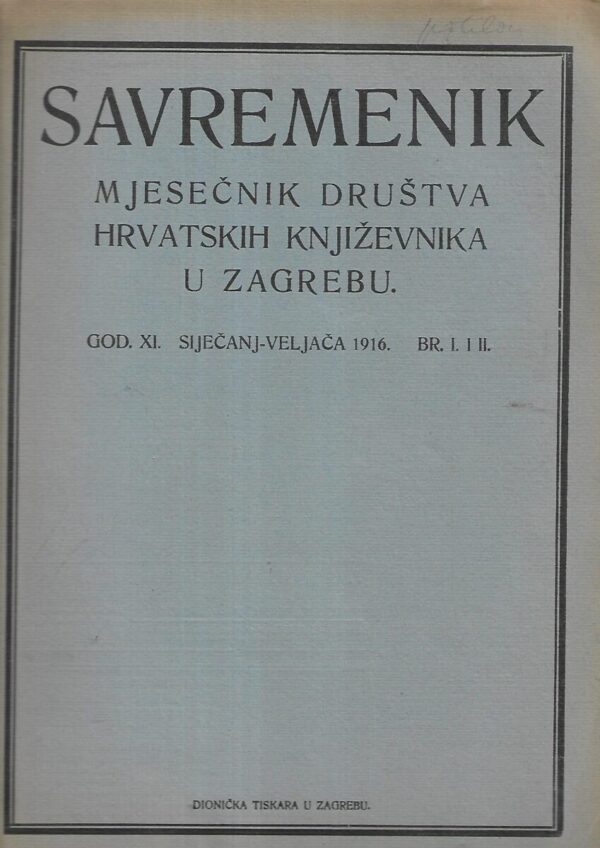 SAVREMENIK
MJESEČNIK DRUŠTVA
HRVATSKIH KNJIŽEVNIKA
U ZAGREBU.
GOD. XI. SIJEČANJ-VELJAČA 1916. BR. I. I II.
DIONIČKA TISKARA U ZAGREBU.